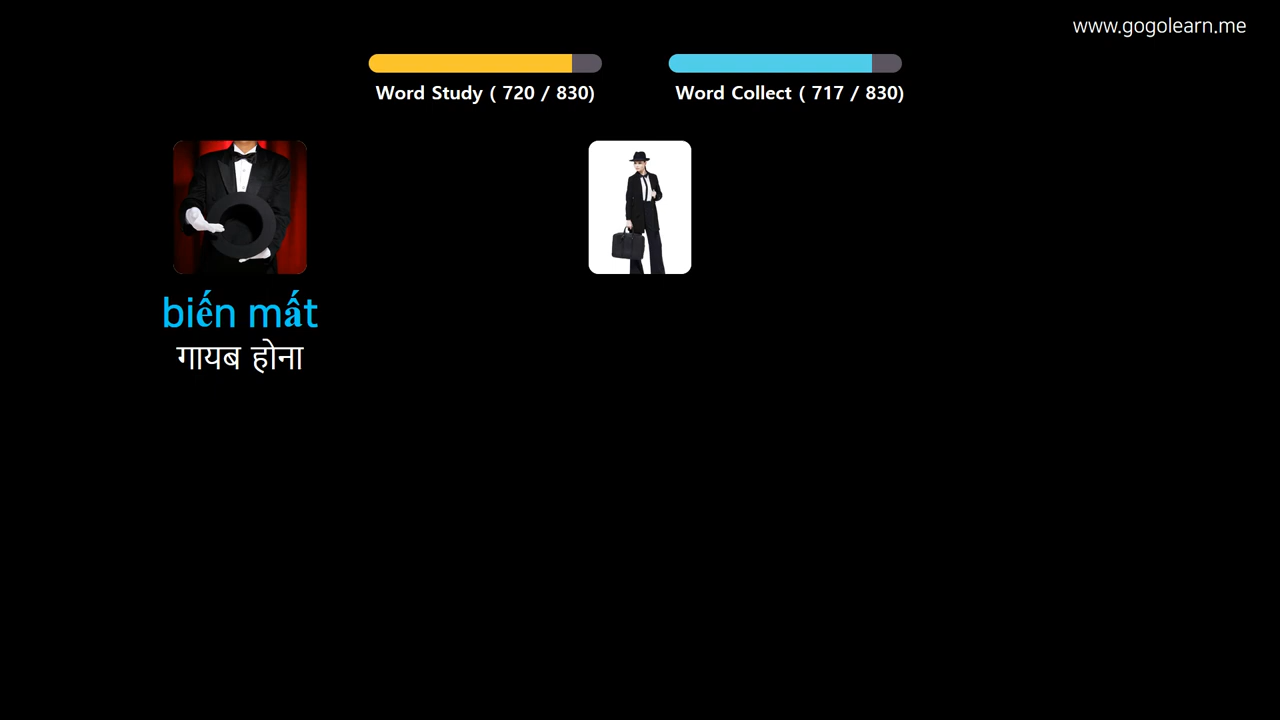 www.gogolearn.me
Word Study ( 720 / 830)
Word Collect ( 717 / 830)
biến mất
गायब होना